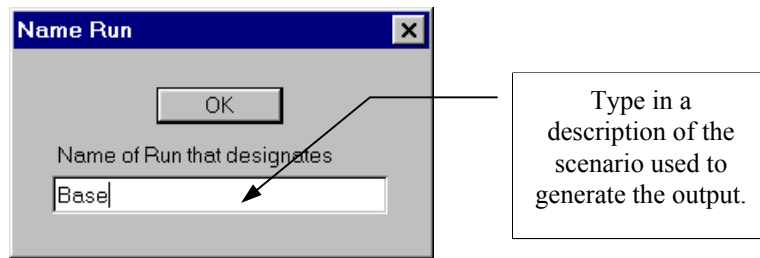 Name Run
OK
Name of Run that designates
Base
Type in a
description of the
scenario used to
generate the output.